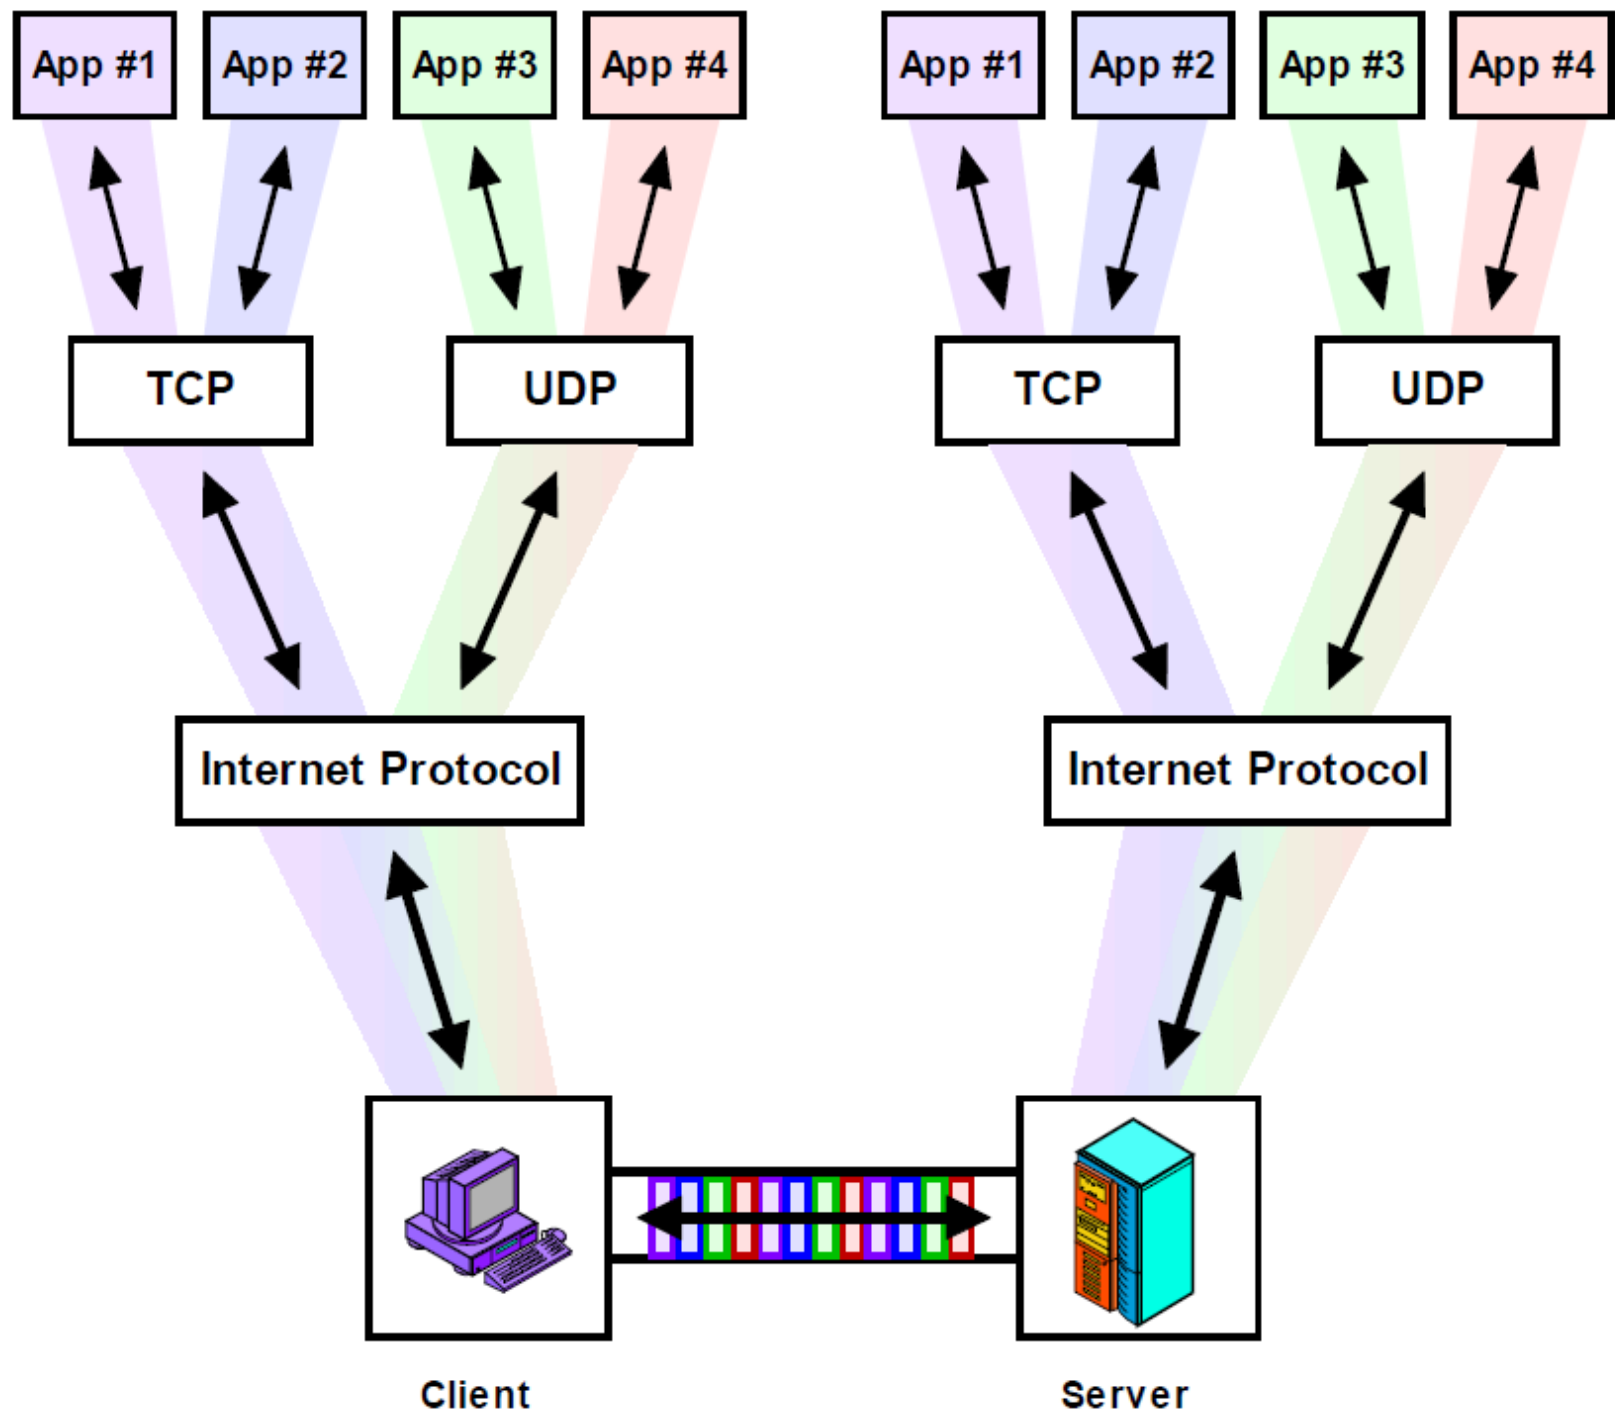 App #1 App #2 App #3 App #4 App #1 App #2 App #3 App #4
TCP UDP TCP UDP
Internet Protocol Internet Protocol
Client Server